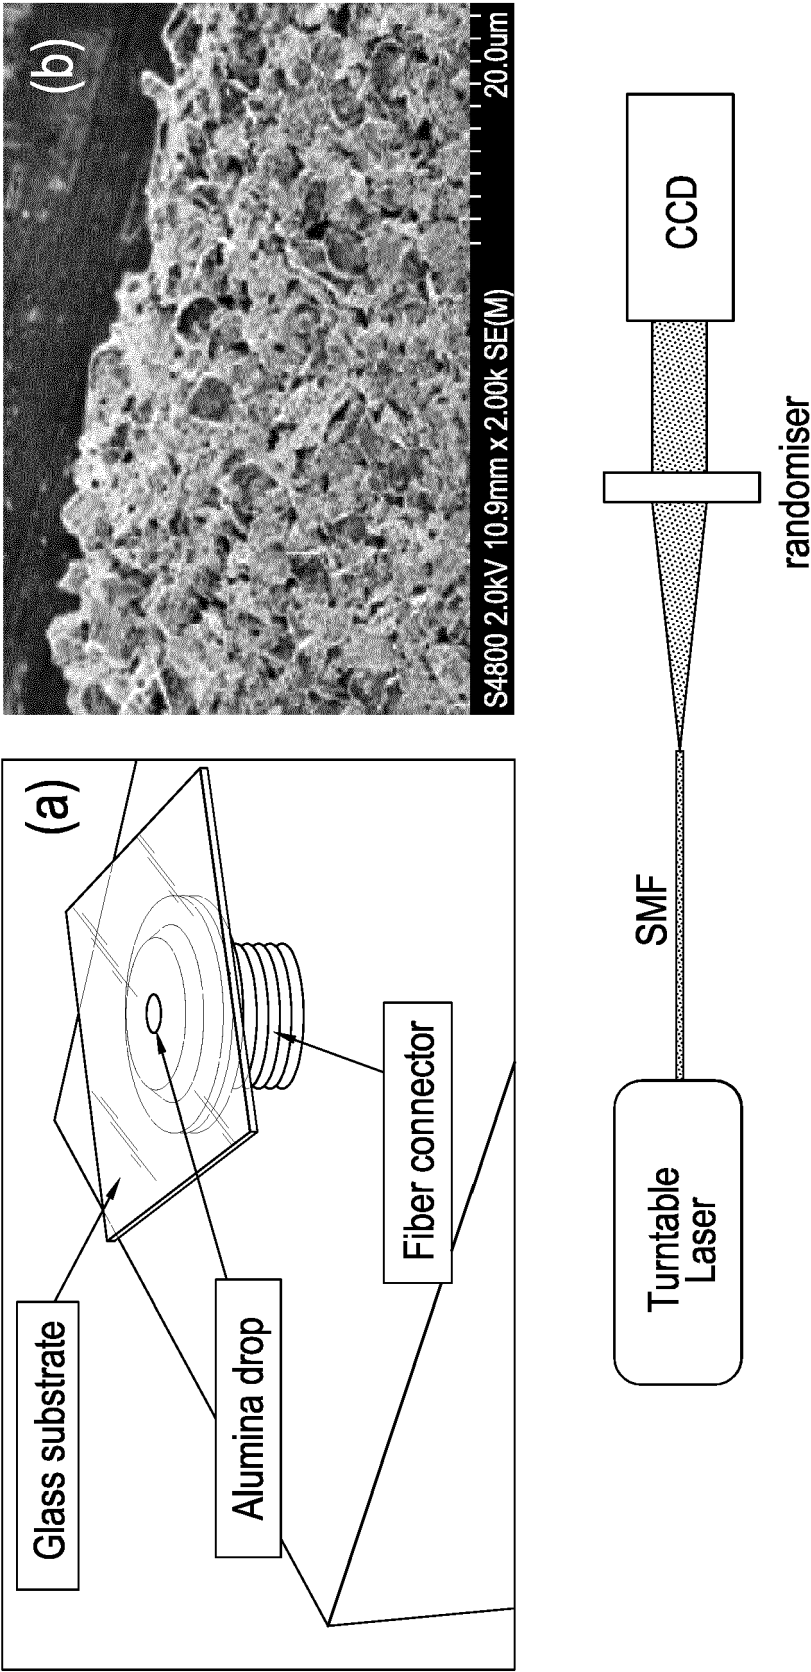 (a)
Glass substrate
Alumina drop
Fiber connector
(b)
S4800 2.0kV 10.9mm x 2.00k SE(M)
20.0um
Turntable
Laser
SMF
randomiser
CCD